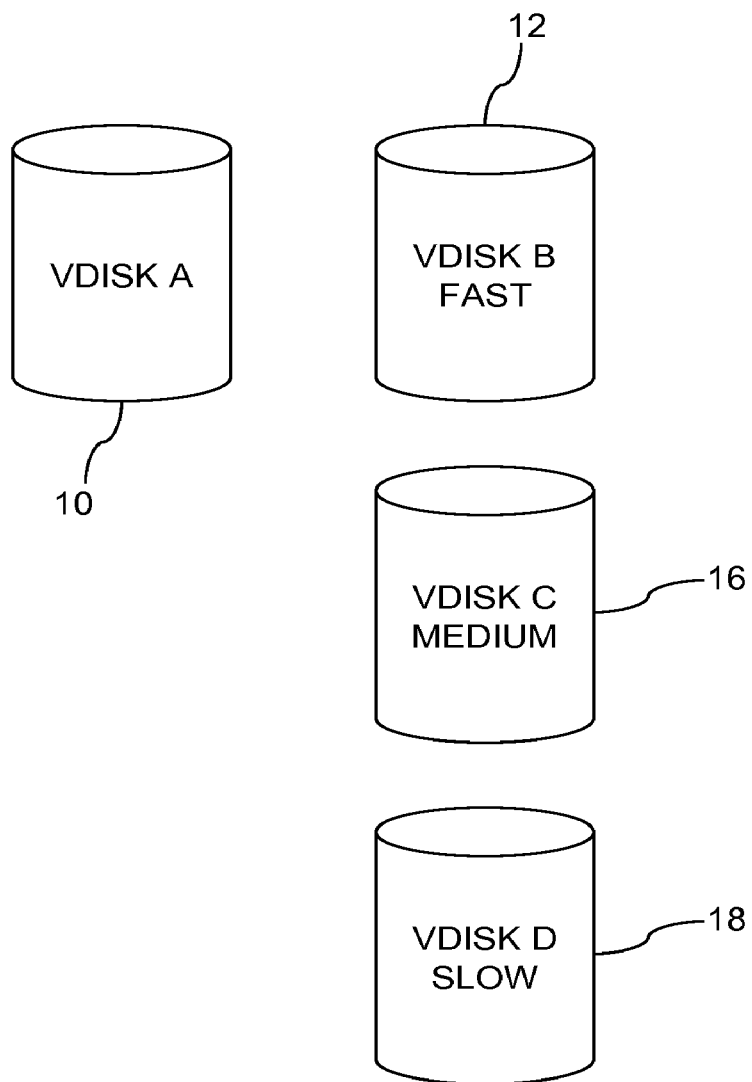 12
VDISK A
VDISK B
FAST
10
VDISK C
MEDIUM
16
VDISK D
SLOW
18